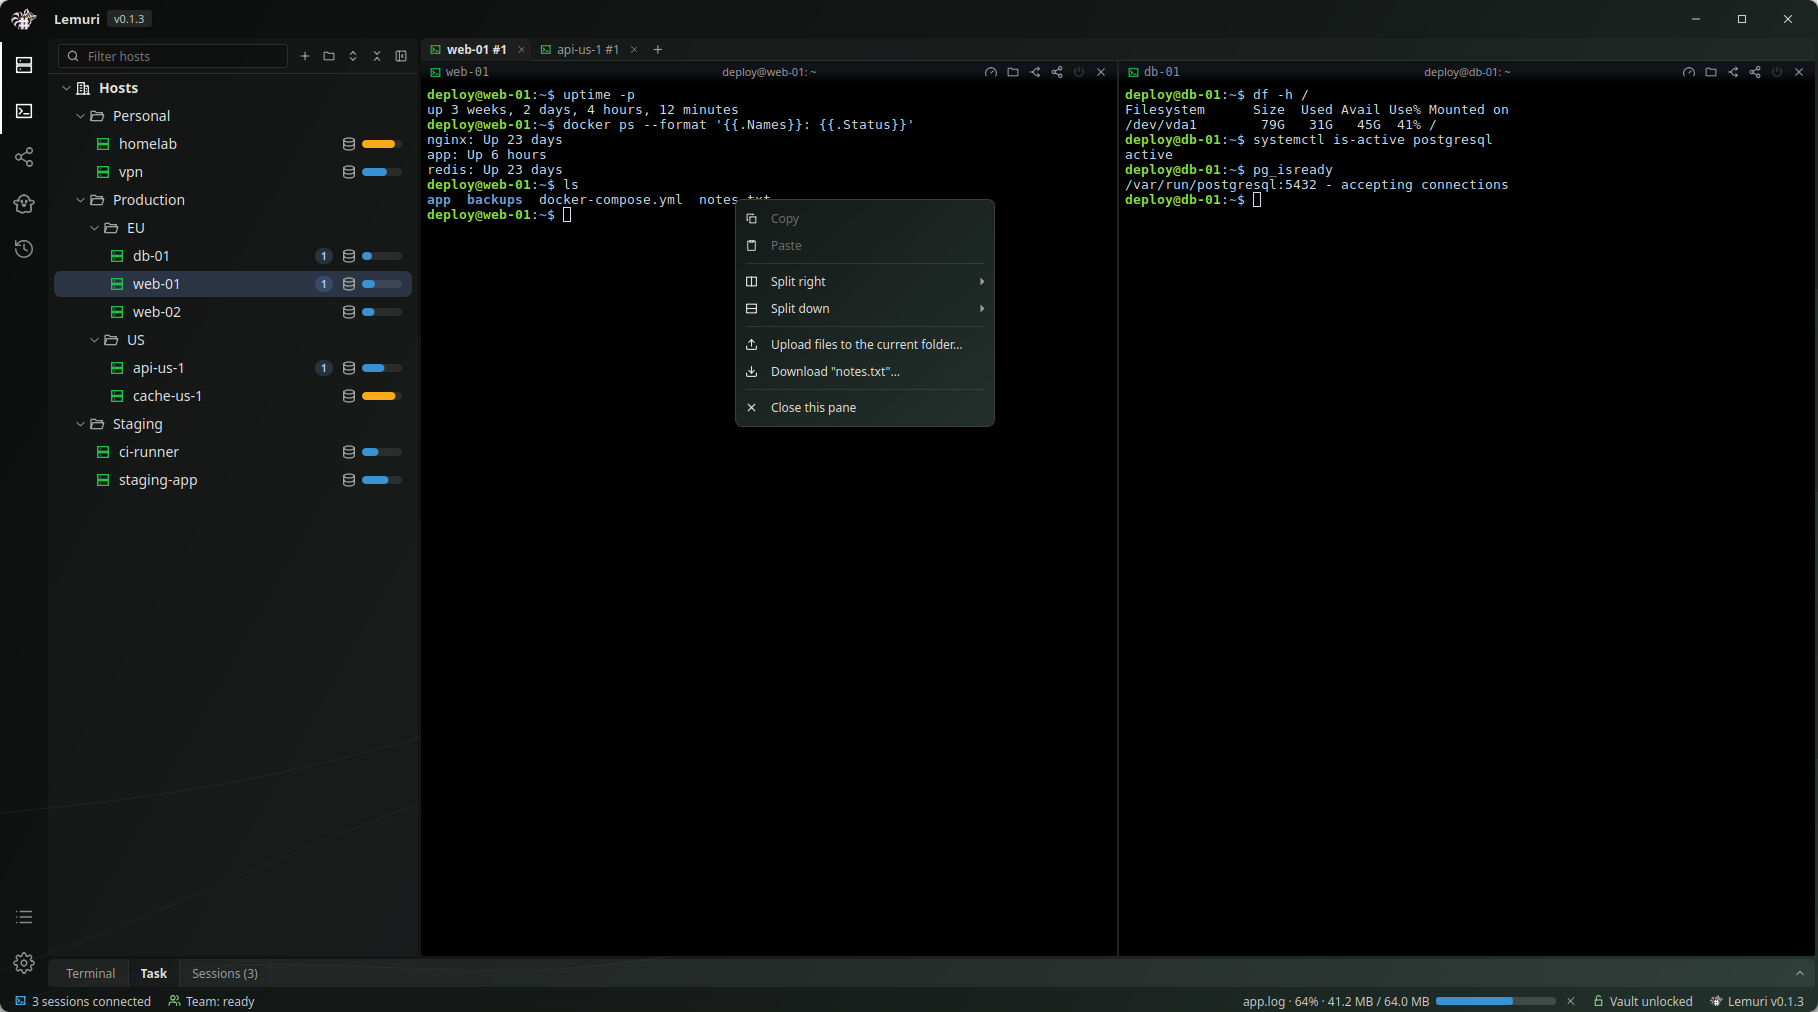 Lemuri v0.1.3
Filter hosts
Hosts
Personal
homelab
vpn
Production
EU
db-01 1
web-01 1
web-02
US
api-us-1 1
cache-us-1
Staging
ci-runner
staging-app
web-01 #1
api-us-1 #1
web-01 deploy@web-01: ~
deploy@web-01:~$ uptime -p
up 3 weeks, 2 days, 4 hours, 12 minutes
deploy@web-01:~$ docker ps --format '{{.Names}}: {{.Status}}'
nginx: Up 23 days
app: Up 6 hours
redis: Up 23 days
deploy@web-01:~$ ls
app backups docker-compose.yml notes.txt
deploy@web-01:~$
Copy
Paste
Split right
Split down
Upload files to the current folder...
Download "notes.txt"...
Close this pane
db-01 deploy@db-01: ~
deploy@db-01:~$ df -h /
Filesystem Size Used Avail Use% Mounted on
/dev/vda1 79G 31G 45G 41% /
deploy@db-01:~$ systemctl is-active postgresql
active
deploy@db-01:~$ pg_isready
/var/run/postgresql:5432 - accepting connections
deploy@db-01:~$
Terminal Task Sessions (3)
3 sessions connected Team: ready app.log · 64% · 41.2 MB / 64.0 MB Vault unlocked Lemuri v0.1.3